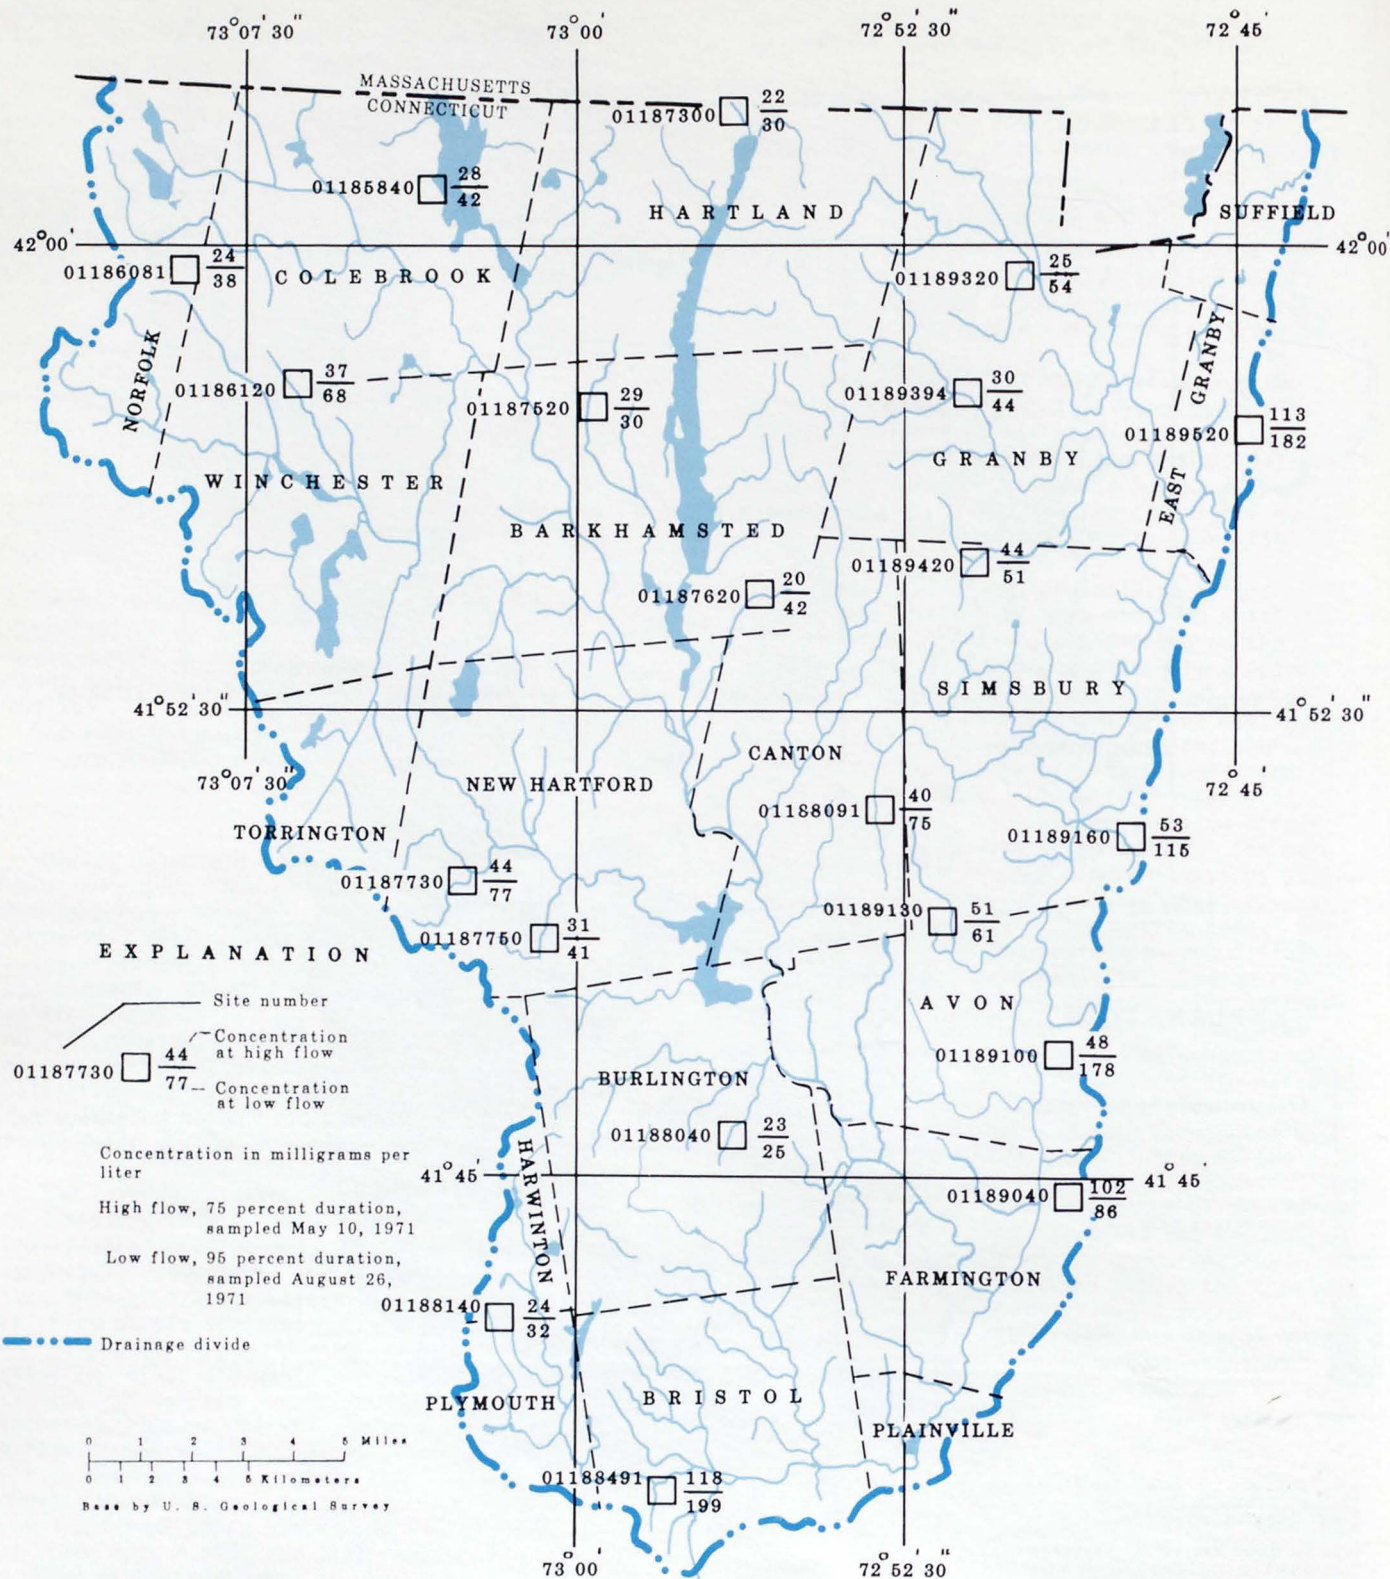 73°07'30"
73°00'
72°52'30"
72°45'
MASSACHUSETTS
CONNECTICUT
01187300 22/30
01185840 28/42
HARTLAND
SUFFIELD
42°00'
42°00'
01186081 24/38
COLEBROOK
01189320 25/54
NORFOLK
EAST GRANBY
01186120 37/68
01187520 29/30
01189394 30/44
01189520 113/182
GRANBY
WINCHESTER
BARKHAMSTED
01189420 44/51
01187620 20/42
SIMSBURY
41°52'30"
41°52'30"
CANTON
73°07'30"
NEW HARTFORD
72°45'
01188091 40/75
TORRINGTON
01189160 53/115
01187730 44/77
01189130 51/61
01187750 31/41
EXPLANATION
Site number
01187730 44/77
Concentration
at high flow
Concentration
at low flow
AVON
01189100 48/178
BURLINGTON
01188040 23/25
Concentration in milligrams per
liter
HARWINTON
41°45'
41°45'
01189040 102/86
High flow, 75 percent duration,
sampled May 10, 1971
Low flow, 95 percent duration,
sampled August 26,
1971
FARMINGTON
01188140 24/32
Drainage divide
PLYMOUTH
BRISTOL
PLAINVILLE
0 1 2 3 4 5 Miles
0 1 2 3 4 5 Kilometers
Base by U. S. Geological Survey
01188491 118/199
73°00'
72°52'30"